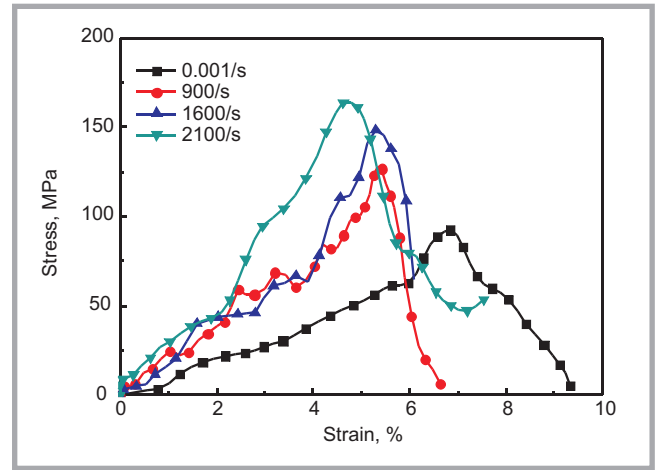 200
150
100
50
0
Stress, MPa
0.001/s
900/s
1600/s
2100/s
0 2 4 6 8 10
Strain, %